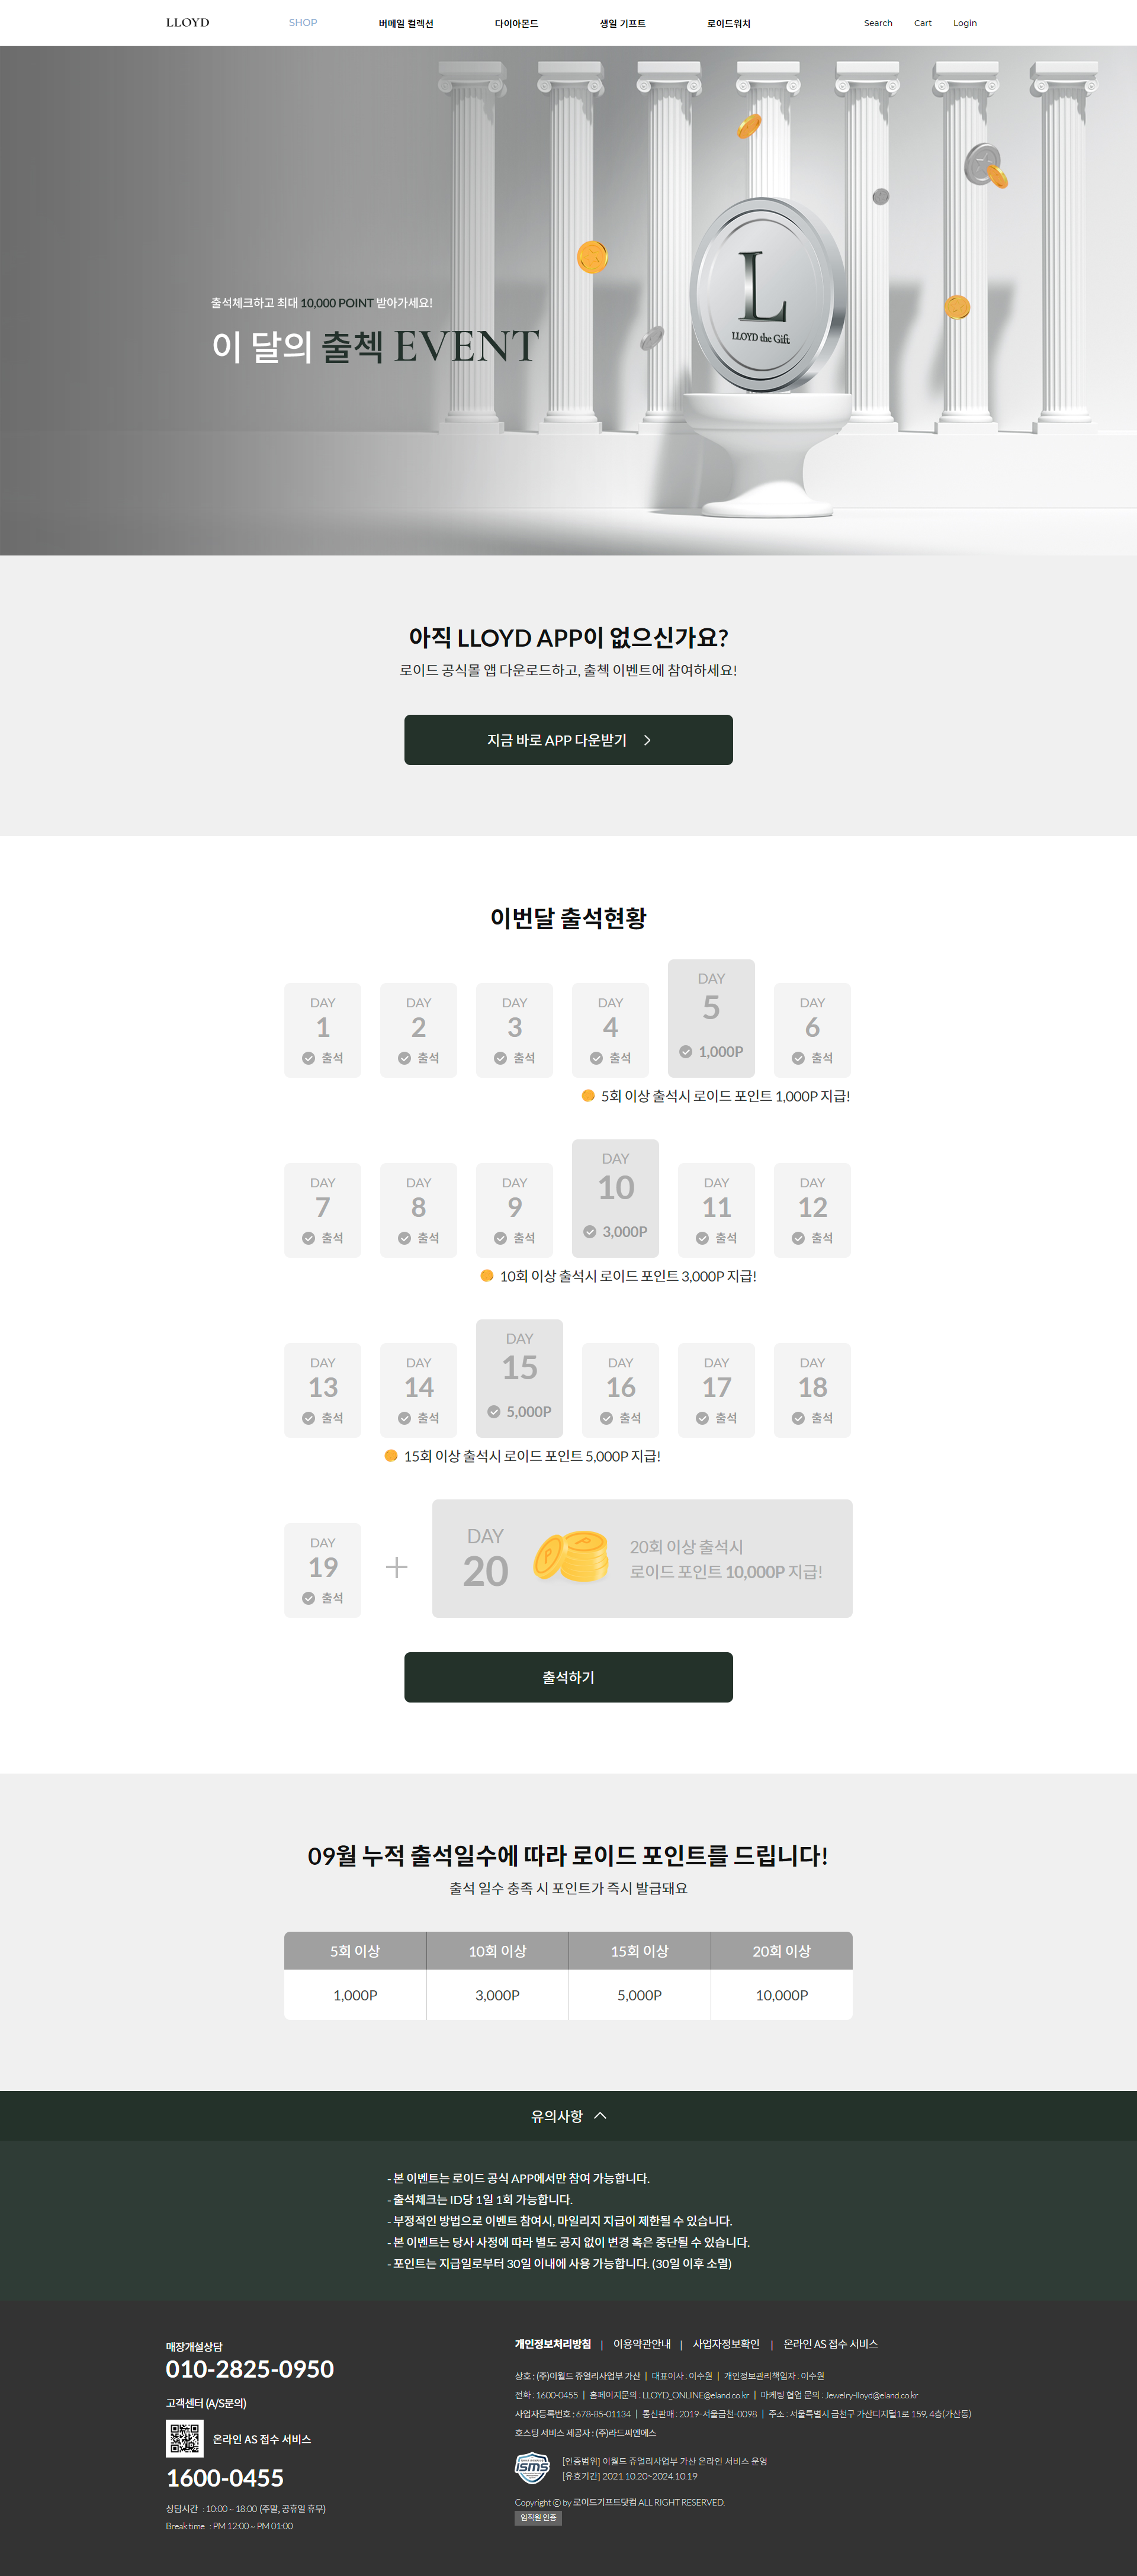 LLOYD
SHOP
버메일 컬렉션
다이아몬드
생일 기프트
로이드워치
Search
Cart
Login
출석체크하고 최대 10,000 POINT 받아가세요!
이 달의 출첵 EVENT
L
LLOYD the Gift
아직 LLOYD APP이 없으신가요?
로이드 공식몰 앱 다운로드하고, 출첵 이벤트에 참여하세요!
지금 바로 APP 다운받기
이번달 출석현황
DAY 1 출석
DAY 2 출석
DAY 3 출석
DAY 4 출석
DAY 5 1,000P
DAY 6 출석
5회 이상 출석시 로이드 포인트 1,000P 지급!
DAY 7 출석
DAY 8 출석
DAY 9 출석
DAY 10 3,000P
DAY 11 출석
DAY 12 출석
10회 이상 출석시 로이드 포인트 3,000P 지급!
DAY 13 출석
DAY 14 출석
DAY 15 5,000P
DAY 16 출석
DAY 17 출석
DAY 18 출석
15회 이상 출석시 로이드 포인트 5,000P 지급!
DAY 19 출석
+
DAY 20
20회 이상 출석시
로이드 포인트 10,000P 지급!
출석하기
09월 누적 출석일수에 따라 로이드 포인트를 드립니다!
출석 일수 충족 시 포인트가 즉시 발급돼요
5회 이상 10회 이상 15회 이상 20회 이상
1,000P 3,000P 5,000P 10,000P
유의사항
- 본 이벤트는 로이드 공식 APP에서만 참여 가능합니다.
- 출석체크는 ID당 1일 1회 가능합니다.
- 부정적인 방법으로 이벤트 참여시, 마일리지 지급이 제한될 수 있습니다.
- 본 이벤트는 당사 사정에 따라 별도 공지 없이 변경 혹은 중단될 수 있습니다.
- 포인트는 지급일로부터 30일 이내에 사용 가능합니다. (30일 이후 소멸)
매장개설상담
010-2825-0950
고객센터 (A/S문의)
온라인 AS 접수 서비스
1600-0455
상담시간 : 10:00 ~ 18:00 (주말, 공휴일 휴무)
Break time : PM 12:00 ~ PM 01:00
개인정보처리방침 | 이용약관안내 | 사업자정보확인 | 온라인 AS 접수 서비스
상호 : (주)이월드 쥬얼리사업부 가산 | 대표이사 : 이수원 | 개인정보관리책임자 : 이수원
전화 : 1600-0455 | 홈페이지문의 : LLOYD_ONLINE@eland.co.kr | 마케팅 협업 문의 : Jewelry-lloyd@eland.co.kr
사업자등록번호 : 678-85-01134 | 통신판매 : 2019-서울금천-0098 | 주소 : 서울특별시 금천구 가산디지털1로 159, 4층(가산동)
호스팅 서비스 제공자 : (주)라드씨엔에스
ISMS
[인증범위] 이월드 쥬얼리사업부 가산 온라인 서비스 운영
[유효기간] 2021.10.20~2024.10.19
Copyright ⓒ by 로이드기프트닷컴 ALL RIGHT RESERVED.
임직원 인증